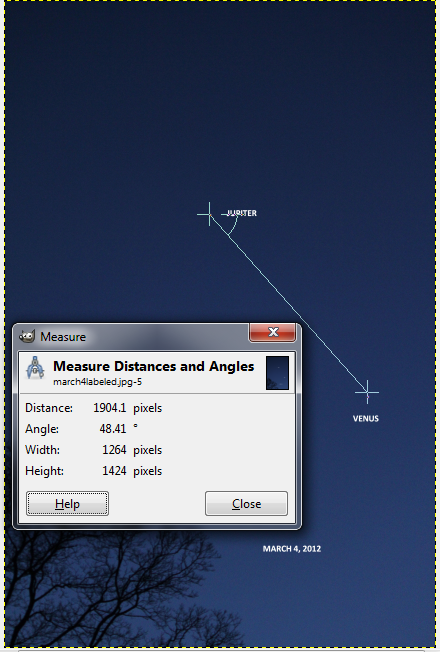 JUPITER
Measure
Measure Distances and Angles
march4labeled.jpg-5
Distance: 1904.1 pixels
Angle: 48.41 °
Width: 1264 pixels
Height: 1424 pixels
Help Close
VENUS
MARCH 4, 2012